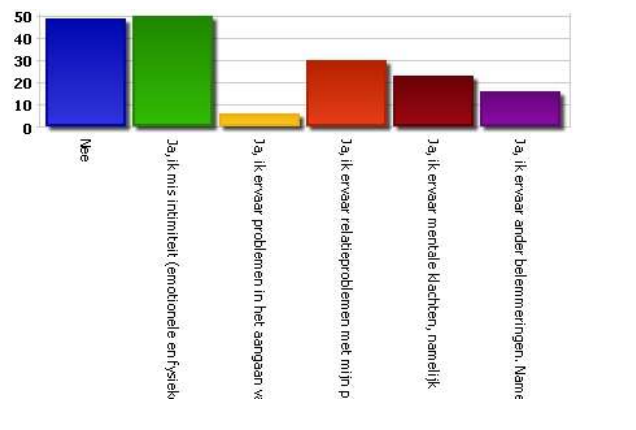 50
40
30
20
10
0
Nee
Ja, ik mis intimiteit (emotionele en fysiek
Ja, ik ervaar problemen in het aangaan va
Ja, ik ervaar relatieproblemen met mijn p
Ja, ik ervaar mentale klachten, namelijk
Ja, ik ervaar ander belemmeringen. Name